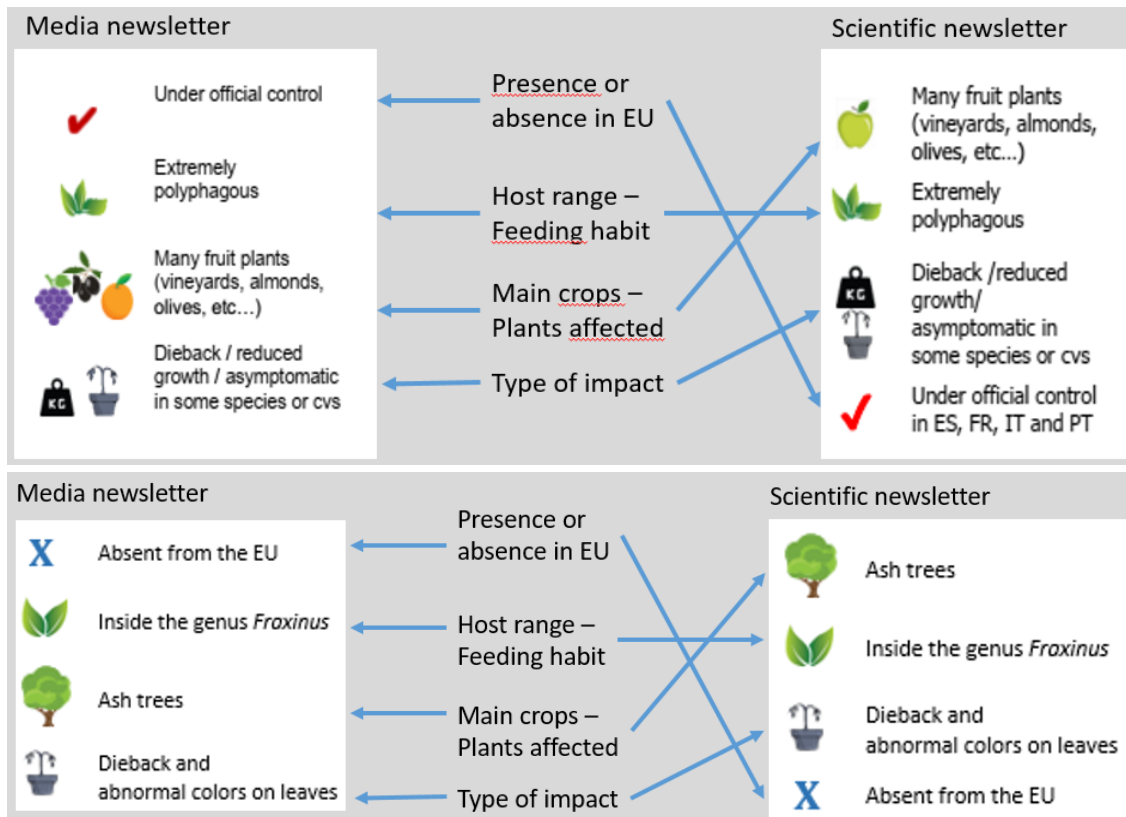 Media newsletter
Under official control
Extremely
polyphagous
Many fruit plants
(vineyards, almonds,
olives, etc...)
KG
Dieback / reduced
growth / asymptomatic
in some species or cvs
Presence or
absence in EU
Host range –
Feeding habit
Main crops –
Plants affected
Type of impact
Scientific newsletter
Many fruit plants
(vineyards, almonds,
olives, etc...)
Extremely
polyphagous
KG
Dieback /reduced
growth/
asymptomatic in
some species or cvs
Under official control
in ES, FR, IT and PT
Media newsletter
X
Absent from the EU
Inside the genus Fraxinus
Ash trees
Dieback and
abnormal colors on leaves
Presence or
absence in EU
Host range –
Feeding habit
Main crops –
Plants affected
Type of impact
Scientific newsletter
Ash trees
Inside the genus Fraxinus
Dieback and
abnormal colors on leaves
X
Absent from the EU